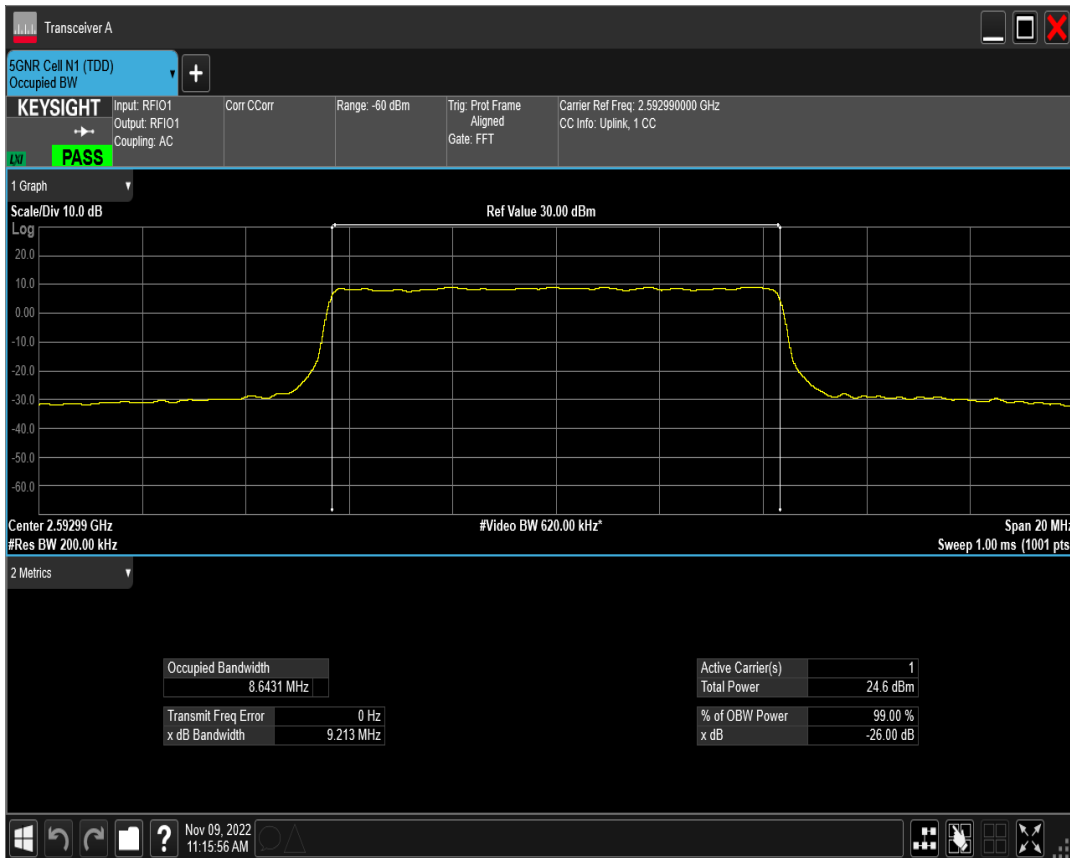 Transceiver A
5GNR Cell N1 (TDD)
Occupied BW
+
KEYSIGHT
LXI
PASS
Input: RFIO1
Output: RFIO1
Coupling: AC
Corr CCorr
Range: -60 dBm
Trig: Prot Frame
Aligned
Gate: FFT
Carrier Ref Freq: 2.592990000 GHz
CC Info: Uplink, 1 CC
1 Graph
Scale/Div 10.0 dB
Ref Value 30.00 dBm
Log
20.0
10.0
0.00
-10.0
-20.0
-30.0
-40.0
-50.0
-60.0
Center 2.59299 GHz
#Video BW 620.00 kHz*
Span 20 MHz
#Res BW 200.00 kHz
Sweep 1.00 ms (1001 pts
2 Metrics
Occupied Bandwidth
8.6431 MHz
Transmit Freq Error 0 Hz
x dB Bandwidth 9.213 MHz
Active Carrier(s) 1
Total Power 24.6 dBm
% of OBW Power 99.00 %
x dB -26.00 dB
?
Nov 09, 2022
11:15:56 AM